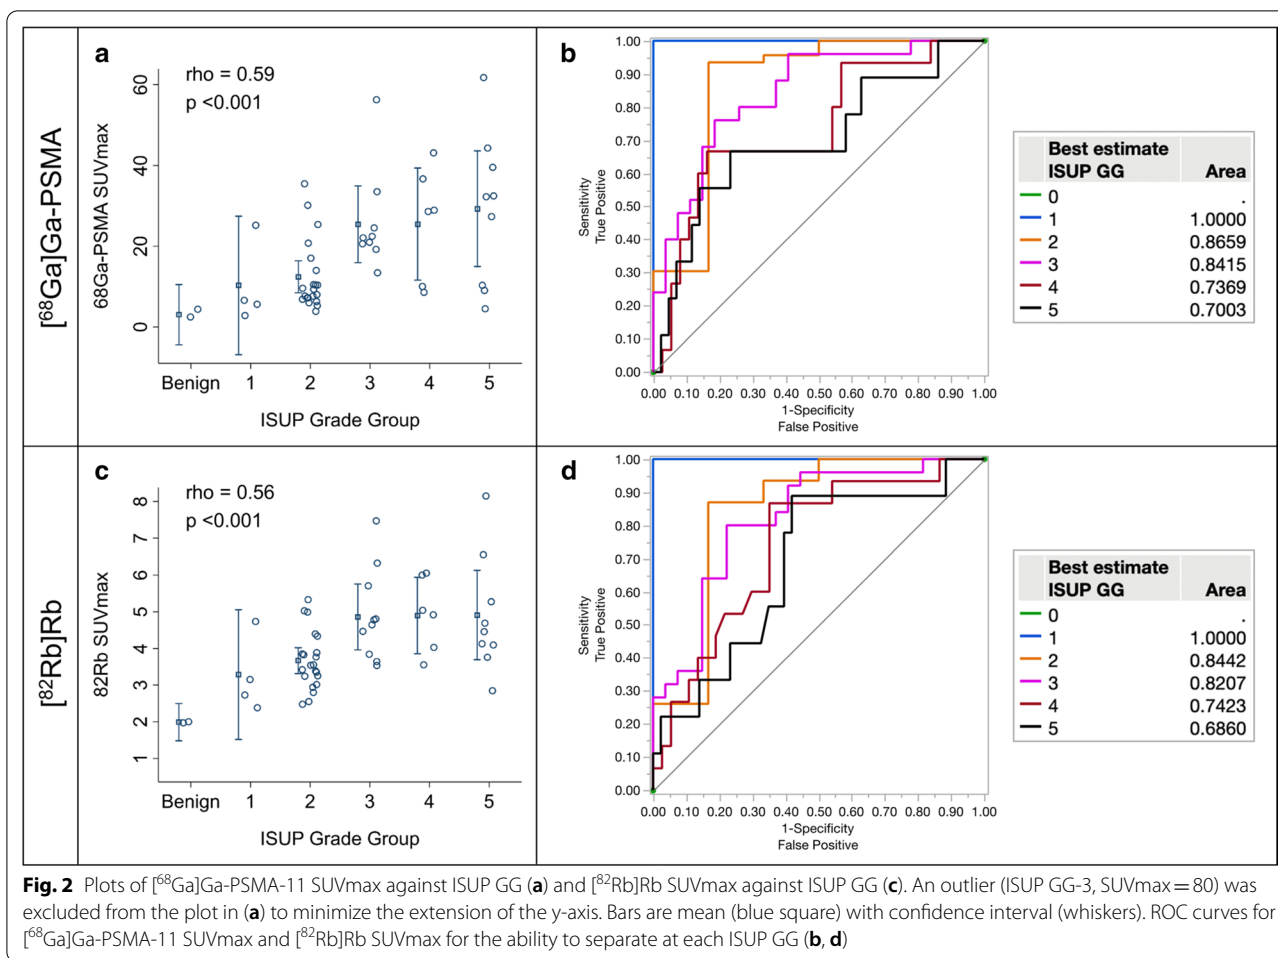 [⁶⁸Ga]Ga-PSMA
a
rho = 0.59
p <0.001
68Ga-PSMA SUVmax
60
40
20
0
Benign 1 2 3 4 5
ISUP Grade Group
b
Sensitivity
True Positive
1.00
0.90
0.80
0.70
0.60
0.50
0.40
0.30
0.20
0.10
0.00
0.00 0.10 0.20 0.30 0.40 0.50 0.60 0.70 0.80 0.90 1.00
1-Specificity
False Positive
Best estimate
ISUP GG Area
0 .
1 1.0000
2 0.8659
3 0.8415
4 0.7369
5 0.7003
[⁸²Rb]Rb
c
rho = 0.56
p <0.001
82Rb SUVmax
8
7
6
5
4
3
2
1
Benign 1 2 3 4 5
ISUP Grade Group
d
Sensitivity
True Positive
1.00
0.90
0.80
0.70
0.60
0.50
0.40
0.30
0.20
0.10
0.00
0.00 0.10 0.20 0.30 0.40 0.50 0.60 0.70 0.80 0.90 1.00
1-Specificity
False Positive
Best estimate
ISUP GG Area
0 .
1 1.0000
2 0.8442
3 0.8207
4 0.7423
5 0.6860
Fig. 2 Plots of [⁶⁸Ga]Ga-PSMA-11 SUVmax against ISUP GG (a) and [⁸²Rb]Rb SUVmax against ISUP GG (c). An outlier (ISUP GG-3, SUVmax = 80) was
excluded from the plot in (a) to minimize the extension of the y-axis. Bars are mean (blue square) with confidence interval (whiskers). ROC curves for
[⁶⁸Ga]Ga-PSMA-11 SUVmax and [⁸²Rb]Rb SUVmax for the ability to separate at each ISUP GG (b, d)